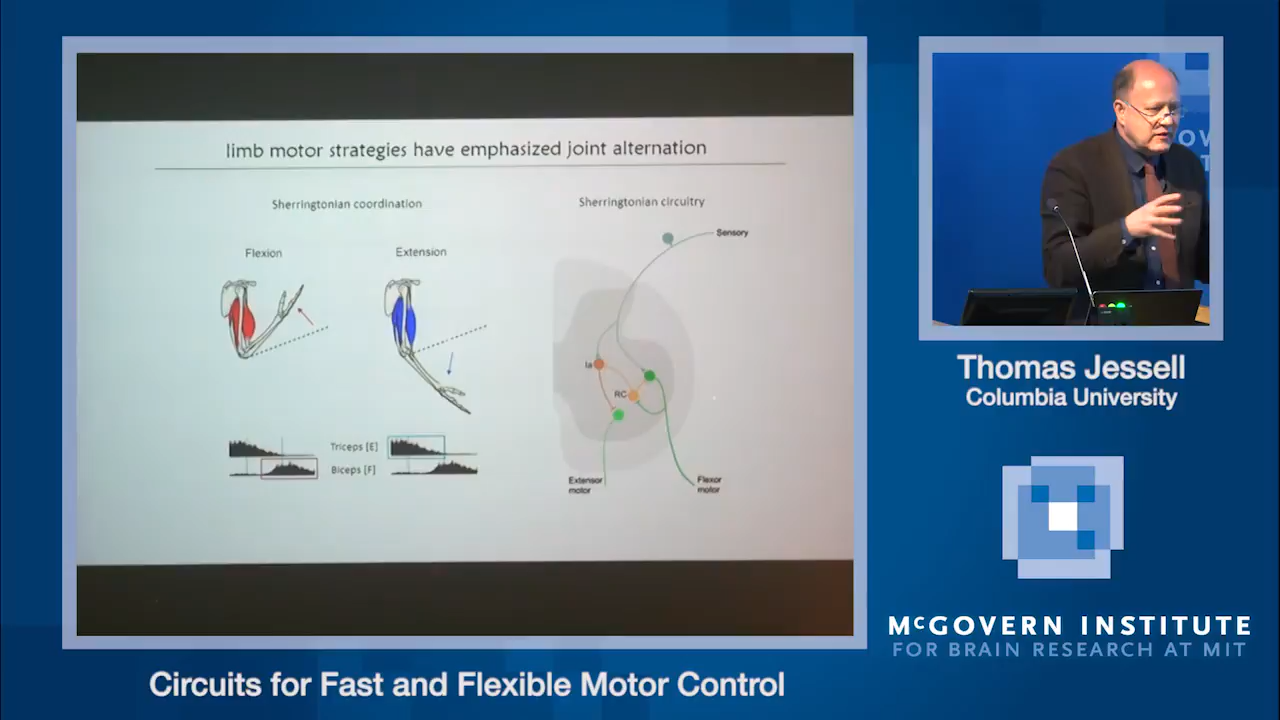 limb motor strategies have emphasized joint alternation
Sherringtonian coordination
Sherringtonian circuitry
Flexion
Extension
Sensory
Ia
RC
Triceps [E]
Biceps [F]
Extensor
motor
Flexor
motor
Thomas Jessell
Columbia University
MCGOVERN INSTITUTE
FOR BRAIN RESEARCH AT MIT
Circuits for Fast and Flexible Motor Control